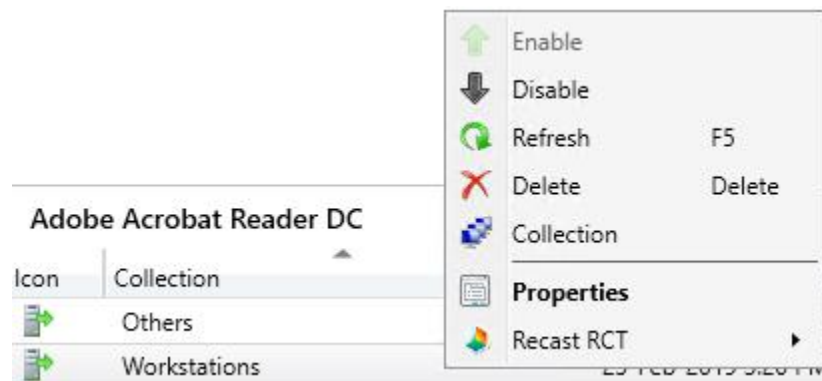 Enable
Disable
Refresh F5
Delete Delete
Collection
Properties
Recast RCT
Adobe Acrobat Reader DC
Icon Collection
Others
Workstations